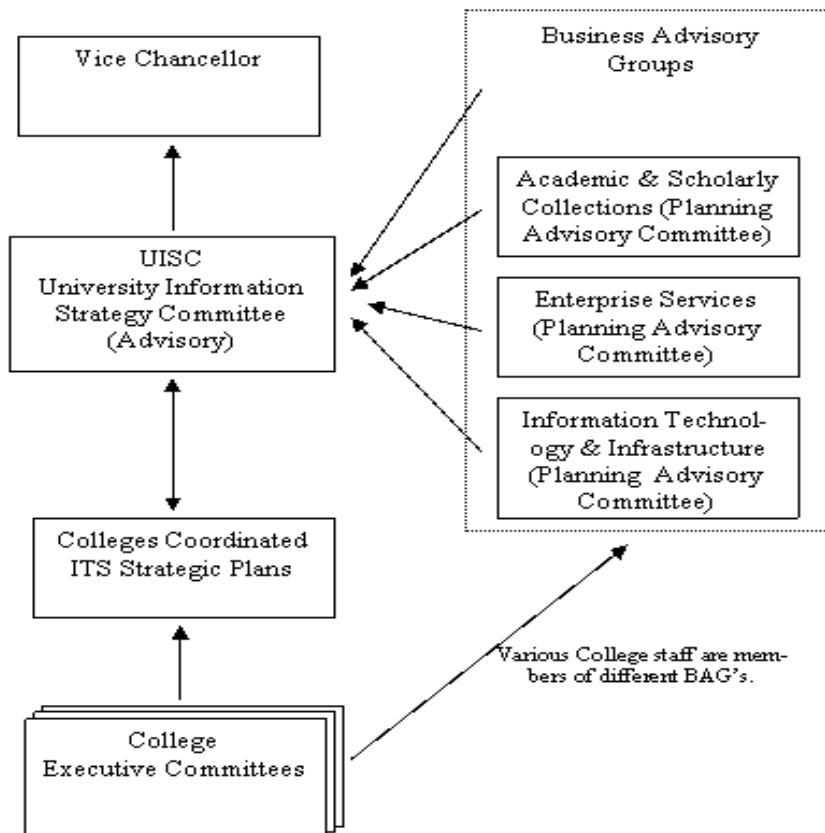 Vice Chancellor
Business Advisory
Groups
Academic & Scholarly
Collections (Planning
Advisory Committee)
UISC
University Information
Strategy Committee
(Advisory)
Enterprise Services
(Planning Advisory
Committee)
Information Technol-
ogy & Infrastructure
(Planning Advisory
Committee)
Colleges Coordinated
ITS Strategic Plans
Various College staff are mem-
bers of different BAG's.
College
Executive Committees